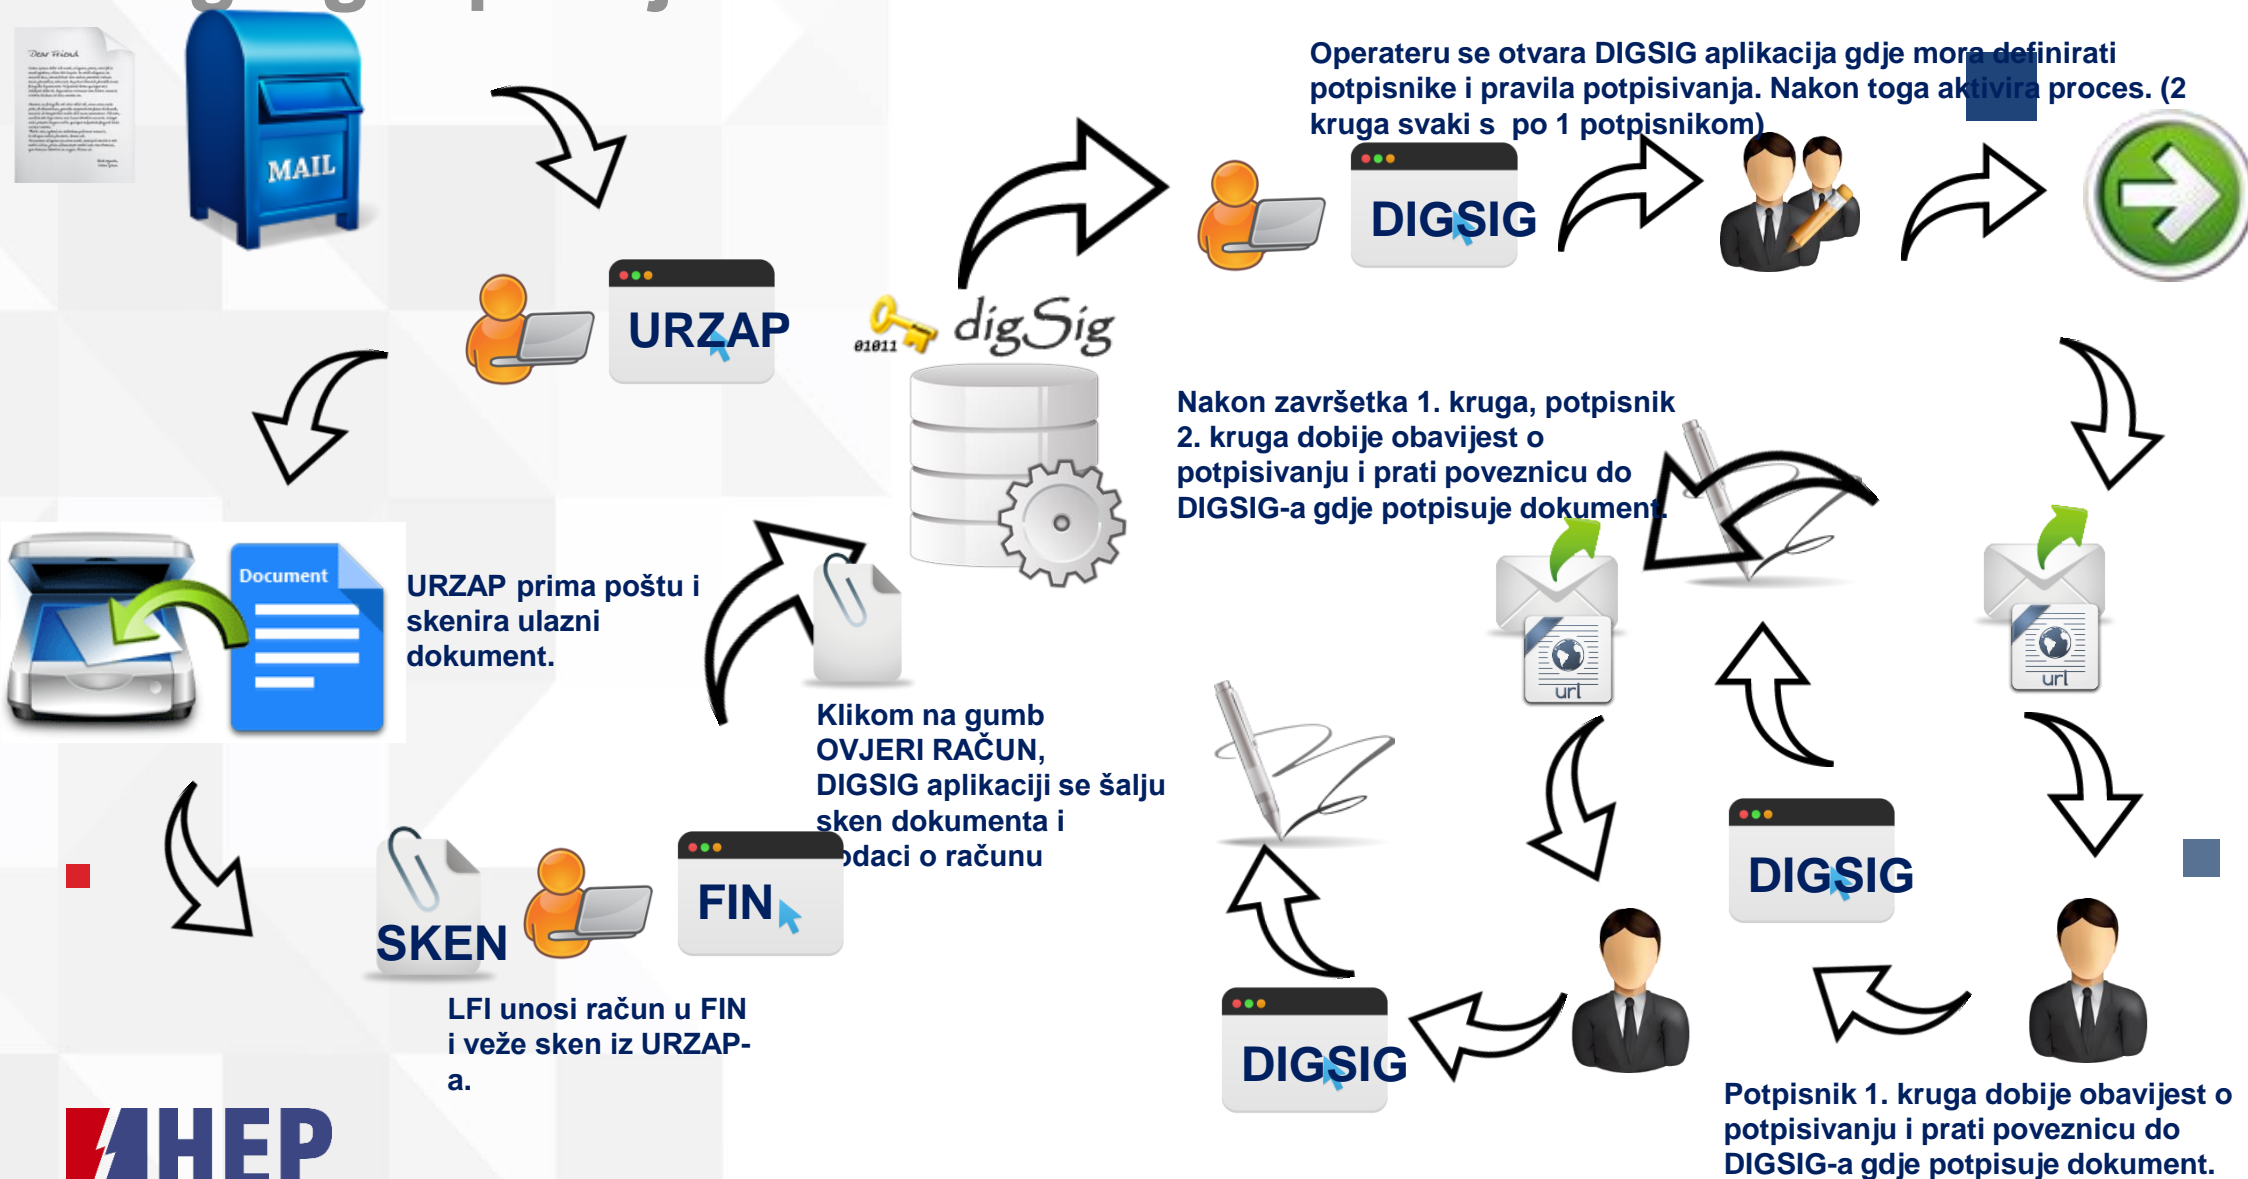 Dear Friend
MAIL
Operateru se otvara DIGSIG aplikacija gdje mora definirati
potpisnike i pravila potpisivanja. Nakon toga aktivira proces. (2
kruga svaki s po 1 potpisnikom)
DIGSIG
URZAP
01011
digSig
Nakon završetka 1. kruga, potpisnik
2. kruga dobije obavijest o
potpisivanju i prati poveznicu do
DIGSIG-a gdje potpisuje dokument.
Document
URZAP prima poštu i
skenira ulazni
dokument.
url
url
Klikom na gumb
OVJERI RAČUN,
DIGSIG aplikaciji se šalju
sken dokumenta i
o računu
SKEN
FIN
DIGSIG
LFI unosi račun u FIN
i veže sken iz URZAP-
a.
DIGSIG
Potpisnik 1. kruga dobije obavijest o
potpisivanju i prati poveznicu do
DIGSIG-a gdje potpisuje dokument.
HEP